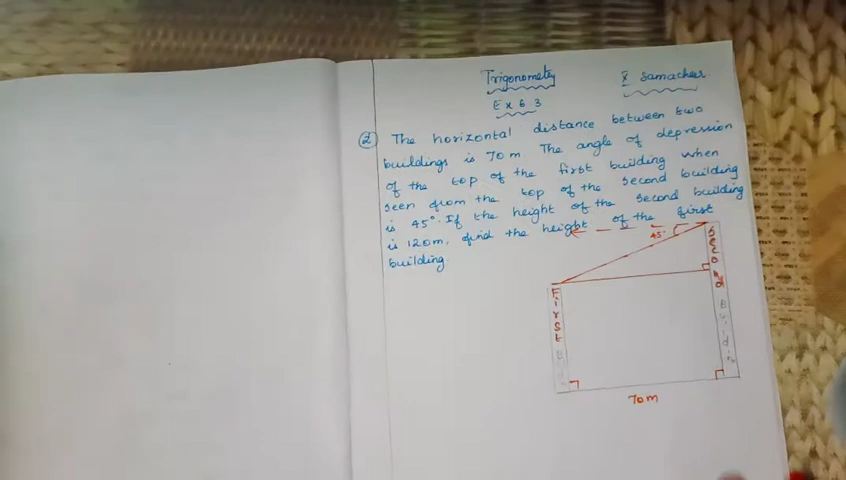 Trigonometry
X Samacheer.
Ex 6 3
2 The horizontal distance between two
buildings is 70 m The angle of depression
of the top of the first building when
seen from the top of the second building
is 45°. If the height of the second building
is 120m, find the height of the first
building
45°
First
Second
70m